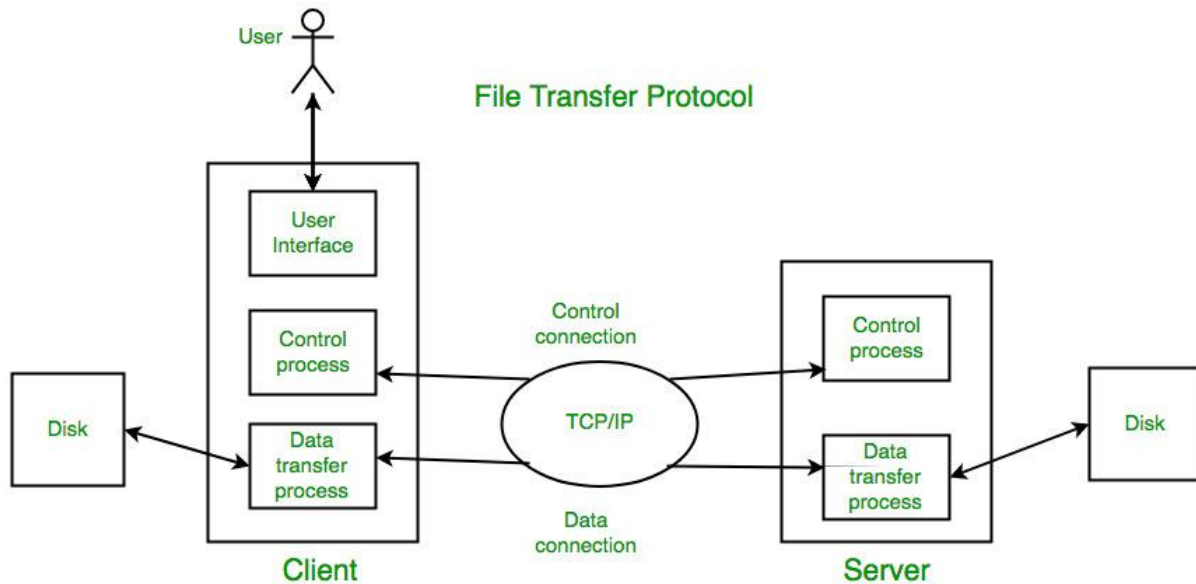 User
File Transfer Protocol
User
Interface
Control
process
Data
transfer
process
Disk
Client
Control
connection
TCP/IP
Data
connection
Control
process
Data
transfer
process
Disk
Server